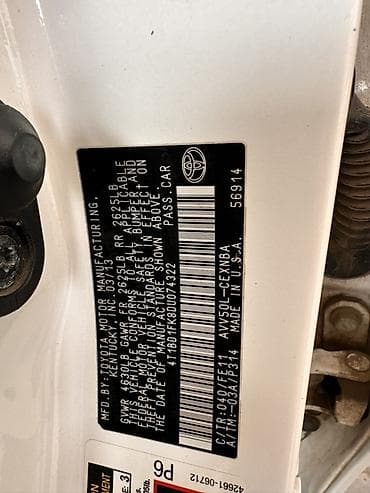 MFD. BY: TOYOTA MOTOR MANUFACTURING,
KENTUCKY, INC. 03/13
GVWR 4630LB GAWR FR 2625LB RR 2625LB
THIS VEHICLE CONFORMS TO ALL APPLICABLE
FEDERAL MOTOR VEHICLE SAFETY, BUMPER, AND
THEFT PREVENTION STANDARDS IN EFFECT ON
THE DATE OF MANUFACTURE SHOWN ABOVE.
4T1BD1FK8DU074322 PASS. CAR
C/TR: 040/FE11 AVV50L-CEXNBA
A/TM: -03A/P314 MADE IN U.S.A. 56914
42661-06712
P6